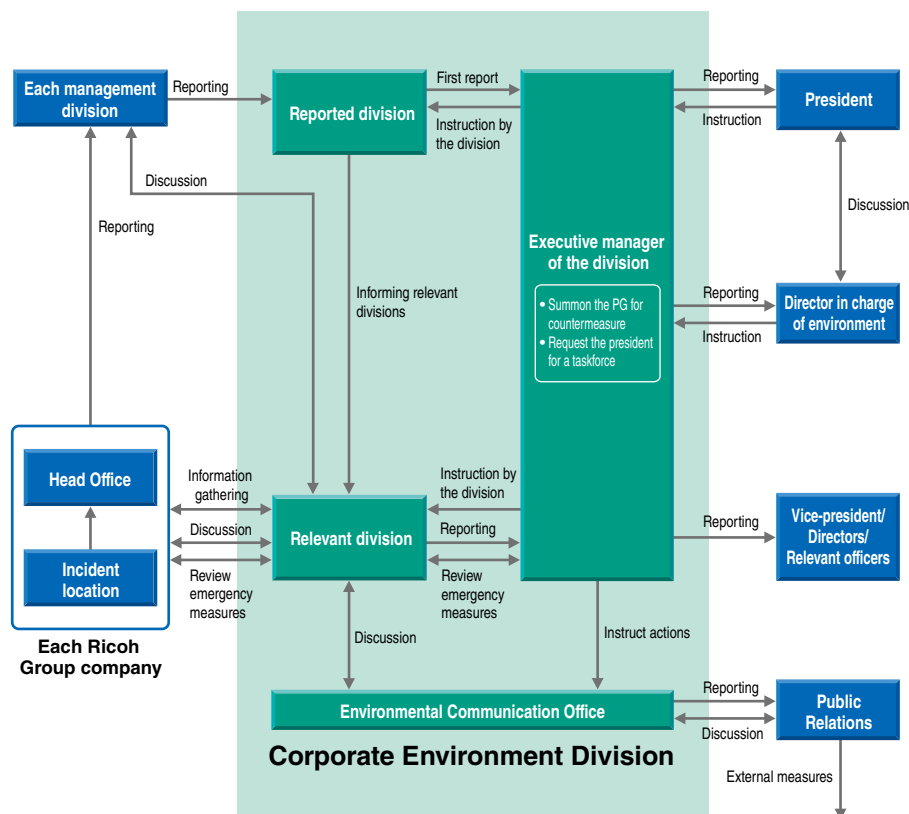 Each management
division
Reporting
Reported division
First report
Instruction by
the division
Reporting
Instruction
President
Discussion
Discussion
Reporting
Executive manager
of the division
• Summon the PG for
countermeasure
• Request the president
for a taskforce
Informing relevant
divisions
Reporting
Instruction
Director in charge
of environment
Head Office
Incident
location
Each Ricoh
Group company
Information
gathering
Discussion
Review
emergency
measures
Relevant division
Instruction by
the division
Reporting
Review
emergency
measures
Reporting
Vice-president/
Directors/
Relevant officers
Discussion
Instruct actions
Environmental Communication Office
Reporting
Discussion
Public
Relations
Corporate Environment Division
External measures